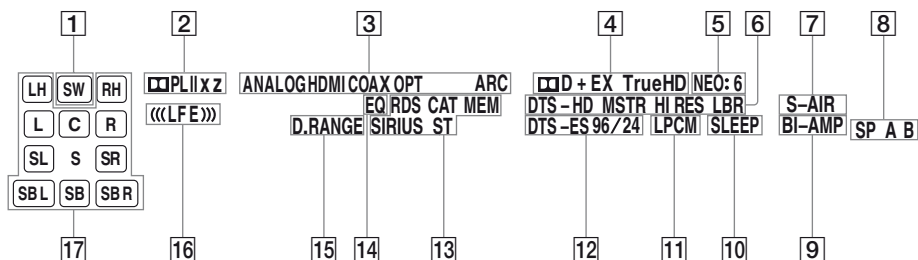 1 2 3 4 5 6 7 8
LH SW RH
L C R
SL S SR
SBL SB SBR
PLIIxz
(((LFE)))
ANALOG HDMI COAX OPT ARC
EQ RDS CAT MEM
D.RANGE SIRIUS ST
D + EX TrueHD NEO: 6
DTS-HD MSTR HI RES LBR
DTS-ES 96/24 LPCM SLEEP
S-AIR
BI-AMP
SP A B
17 16 15 14 13 12 11 10 9